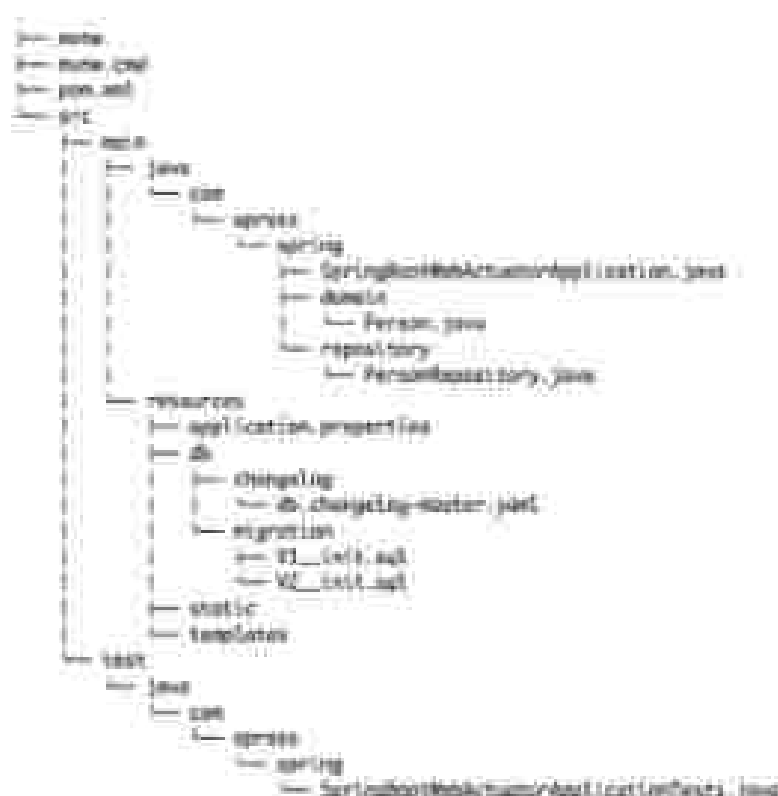 ├── mvnw
├── mvnw.cmd
├── pom.xml
└── src
    ├── main
    │   ├── java
    │   │   └── com
    │   │       └── apress
    │   │           └── spring
    │   │               ├── SpringBootWebActuatorApplication.java
    │   │               ├── domain
    │   │               │   └── Person.java
    │   │               └── repository
    │   │                   └── PersonRepository.java
    │   └── resources
    │       ├── application.properties
    │       ├── db
    │       │   ├── changelog
    │       │   │   └── db.changelog-master.yaml
    │       │   └── migration
    │       │       ├── V1__init.sql
    │       │       └── V2__init.sql
    │       ├── static
    │       └── templates
    └── test
        └── java
            └── com
                └── apress
                    └── spring
                        └── SpringBootWebActuatorApplicationTests.java